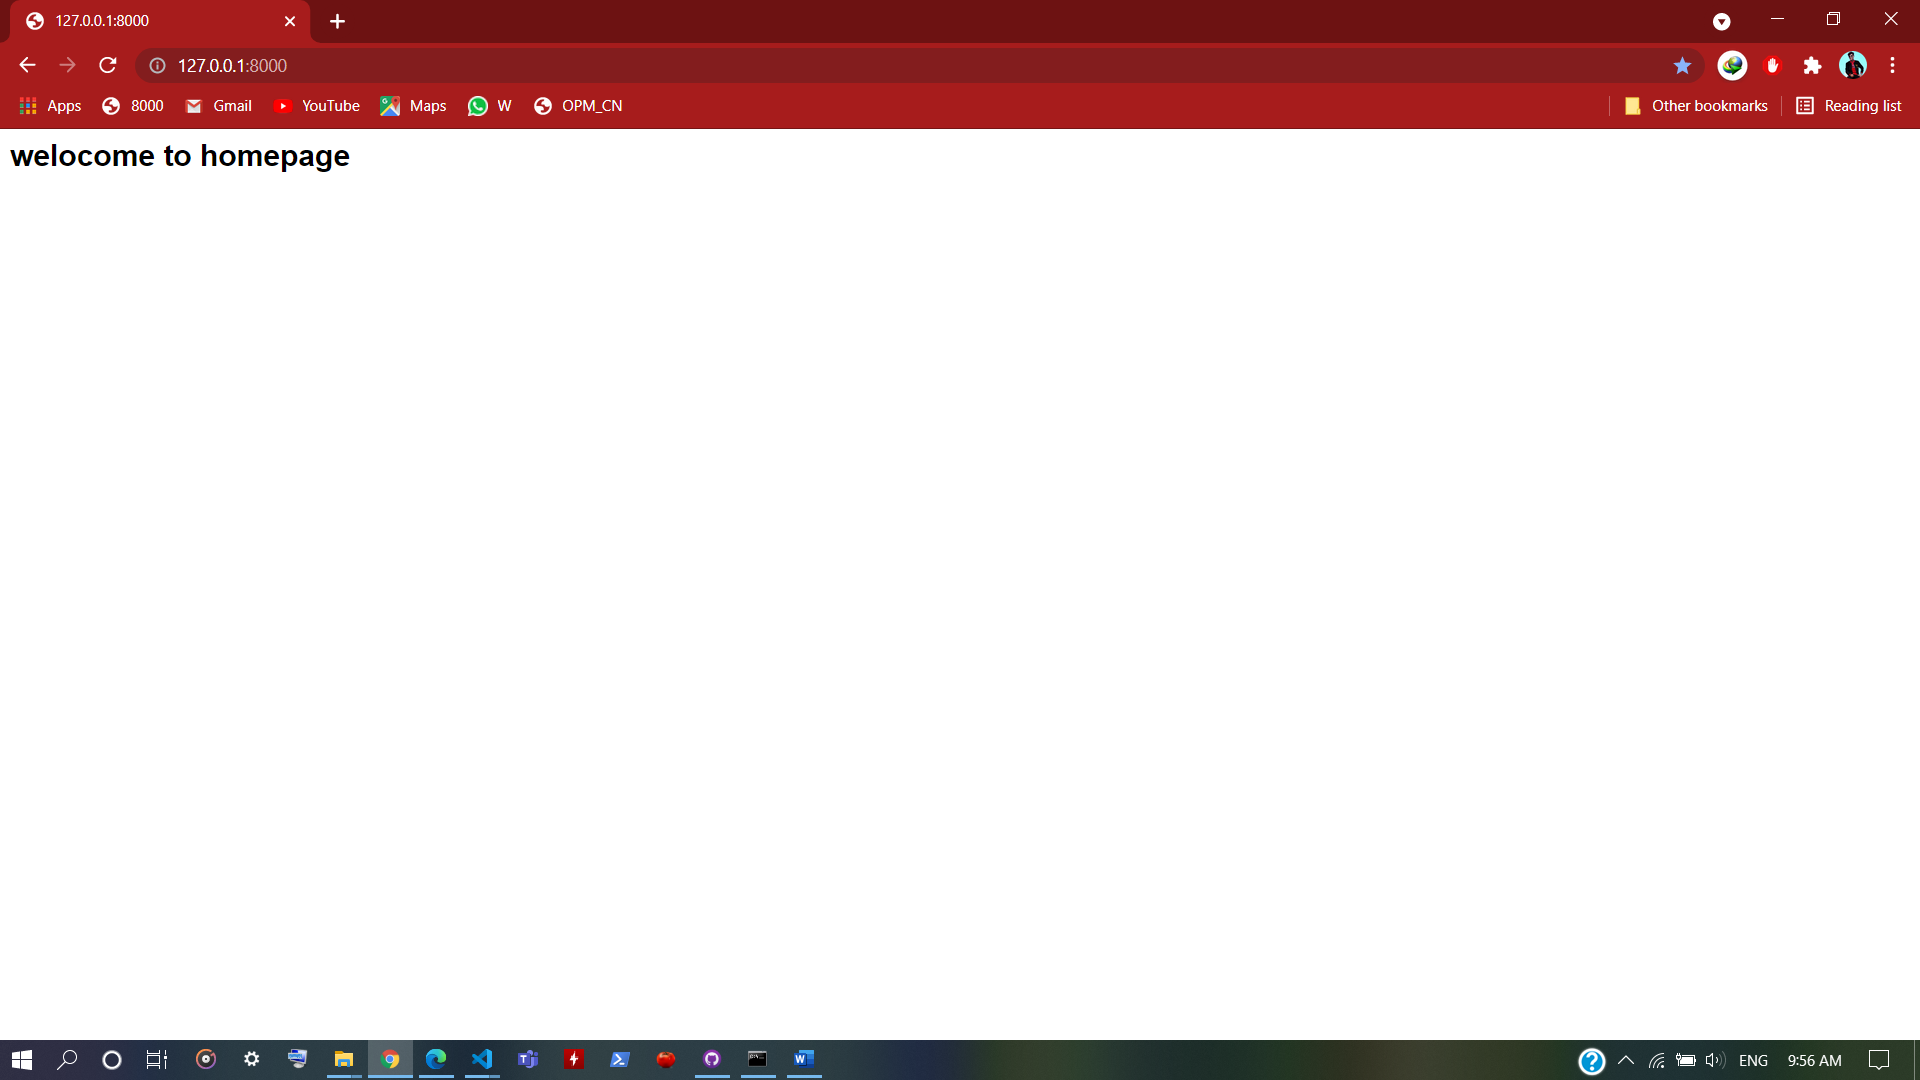 127.0.0.1:8000
127.0.0.1:8000
Apps 8000 Gmail YouTube Maps W OPM_CN Other bookmarks Reading list
welocome to homepage
ENG 9:56 AM